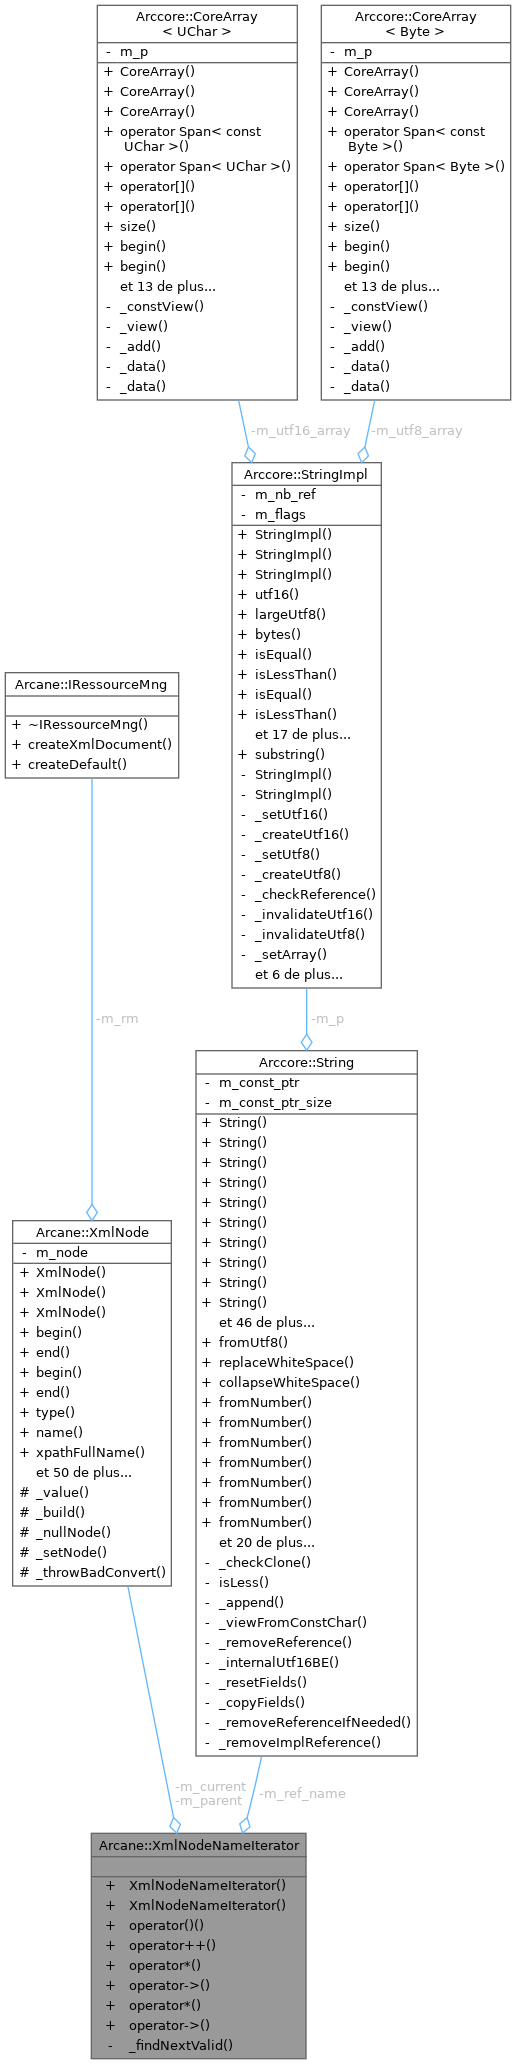 Arccore::CoreArray
< UChar >
- m_p
+ CoreArray()
+ CoreArray()
+ CoreArray()
+ operator Span< const
UChar >()
+ operator Span< UChar >()
+ operator[]()
+ operator[]()
+ size()
+ begin()
+ begin()
et 13 de plus...
- _constView()
- _view()
- _add()
- _data()
- _data()
Arccore::CoreArray
< Byte >
- m_p
+ CoreArray()
+ CoreArray()
+ CoreArray()
+ operator Span< const
Byte >()
+ operator Span< Byte >()
+ operator[]()
+ operator[]()
+ size()
+ begin()
+ begin()
et 13 de plus...
- _constView()
- _view()
- _add()
- _data()
- _data()
-m_utf16_array
-m_utf8_array
Arccore::StringImpl
- m_nb_ref
- m_flags
+ StringImpl()
+ StringImpl()
+ StringImpl()
+ utf16()
+ largeUtf8()
+ bytes()
+ isEqual()
+ isLessThan()
+ isEqual()
+ isLessThan()
et 17 de plus...
+ substring()
- StringImpl()
- StringImpl()
- _setUtf16()
- _createUtf16()
- _setUtf8()
- _createUtf8()
- _checkReference()
- _invalidateUtf16()
- _invalidateUtf8()
- _setArray()
et 6 de plus...
Arcane::IRessourceMng
+ ~IRessourceMng()
+ createXmlDocument()
+ createDefault()
-m_rm
-m_p
Arccore::String
- m_const_ptr
- m_const_ptr_size
+ String()
+ String()
+ String()
+ String()
+ String()
+ String()
+ String()
+ String()
+ String()
+ String()
et 46 de plus...
+ fromUtf8()
+ replaceWhiteSpace()
+ collapseWhiteSpace()
+ fromNumber()
+ fromNumber()
+ fromNumber()
+ fromNumber()
+ fromNumber()
+ fromNumber()
+ fromNumber()
et 20 de plus...
- _checkClone()
- isLess()
- _append()
- _viewFromConstChar()
- _removeReference()
- _internalUtf16BE()
- _resetFields()
- _copyFields()
- _removeReferenceIfNeeded()
- _removeImplReference()
Arcane::XmlNode
- m_node
+ XmlNode()
+ XmlNode()
+ XmlNode()
+ begin()
+ end()
+ begin()
+ end()
+ type()
+ name()
+ xpathFullName()
et 50 de plus...
# _value()
# _build()
# _nullNode()
# _setNode()
# _throwBadConvert()
-m_current
-m_parent
-m_ref_name
Arcane::XmlNodeNameIterator
+ XmlNodeNameIterator()
+ XmlNodeNameIterator()
+ operator()()
+ operator++()
+ operator*()
+ operator->()
+ operator*()
+ operator->()
- _findNextValid()